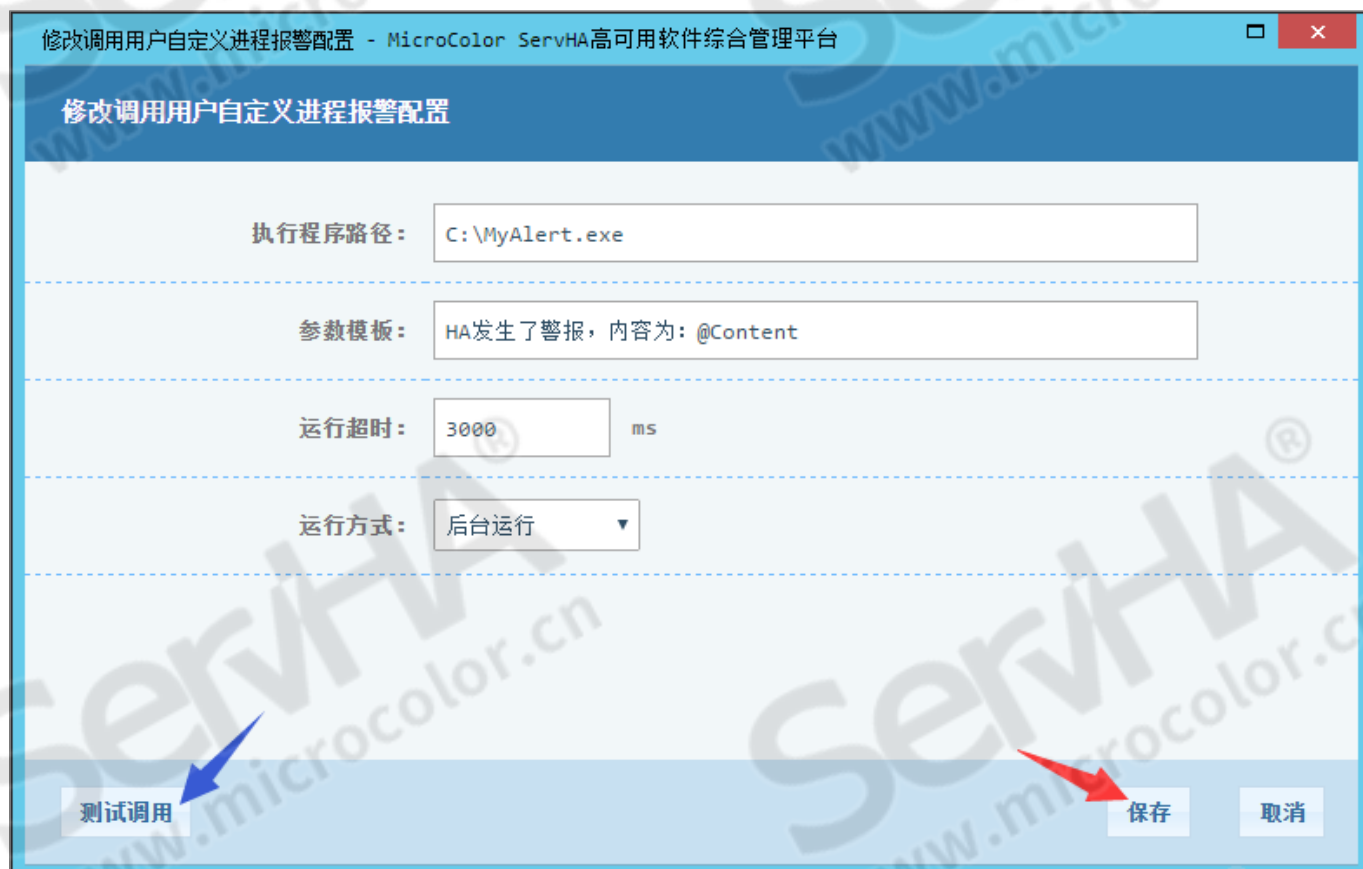 修改调用用户自定义进程报警配置 - MicroColor ServHA高可用软件综合管理平台
修改调用用户自定义进程报警配置
执行程序路径: C:\MyAlert.exe
参数模板: HA发生了警报，内容为: @Content
运行超时: 3000 ms
运行方式: 后台运行
测试调用 保存 取消
ServHA®
www.microcolor.cn
ServHA®
www.microcolor.cn